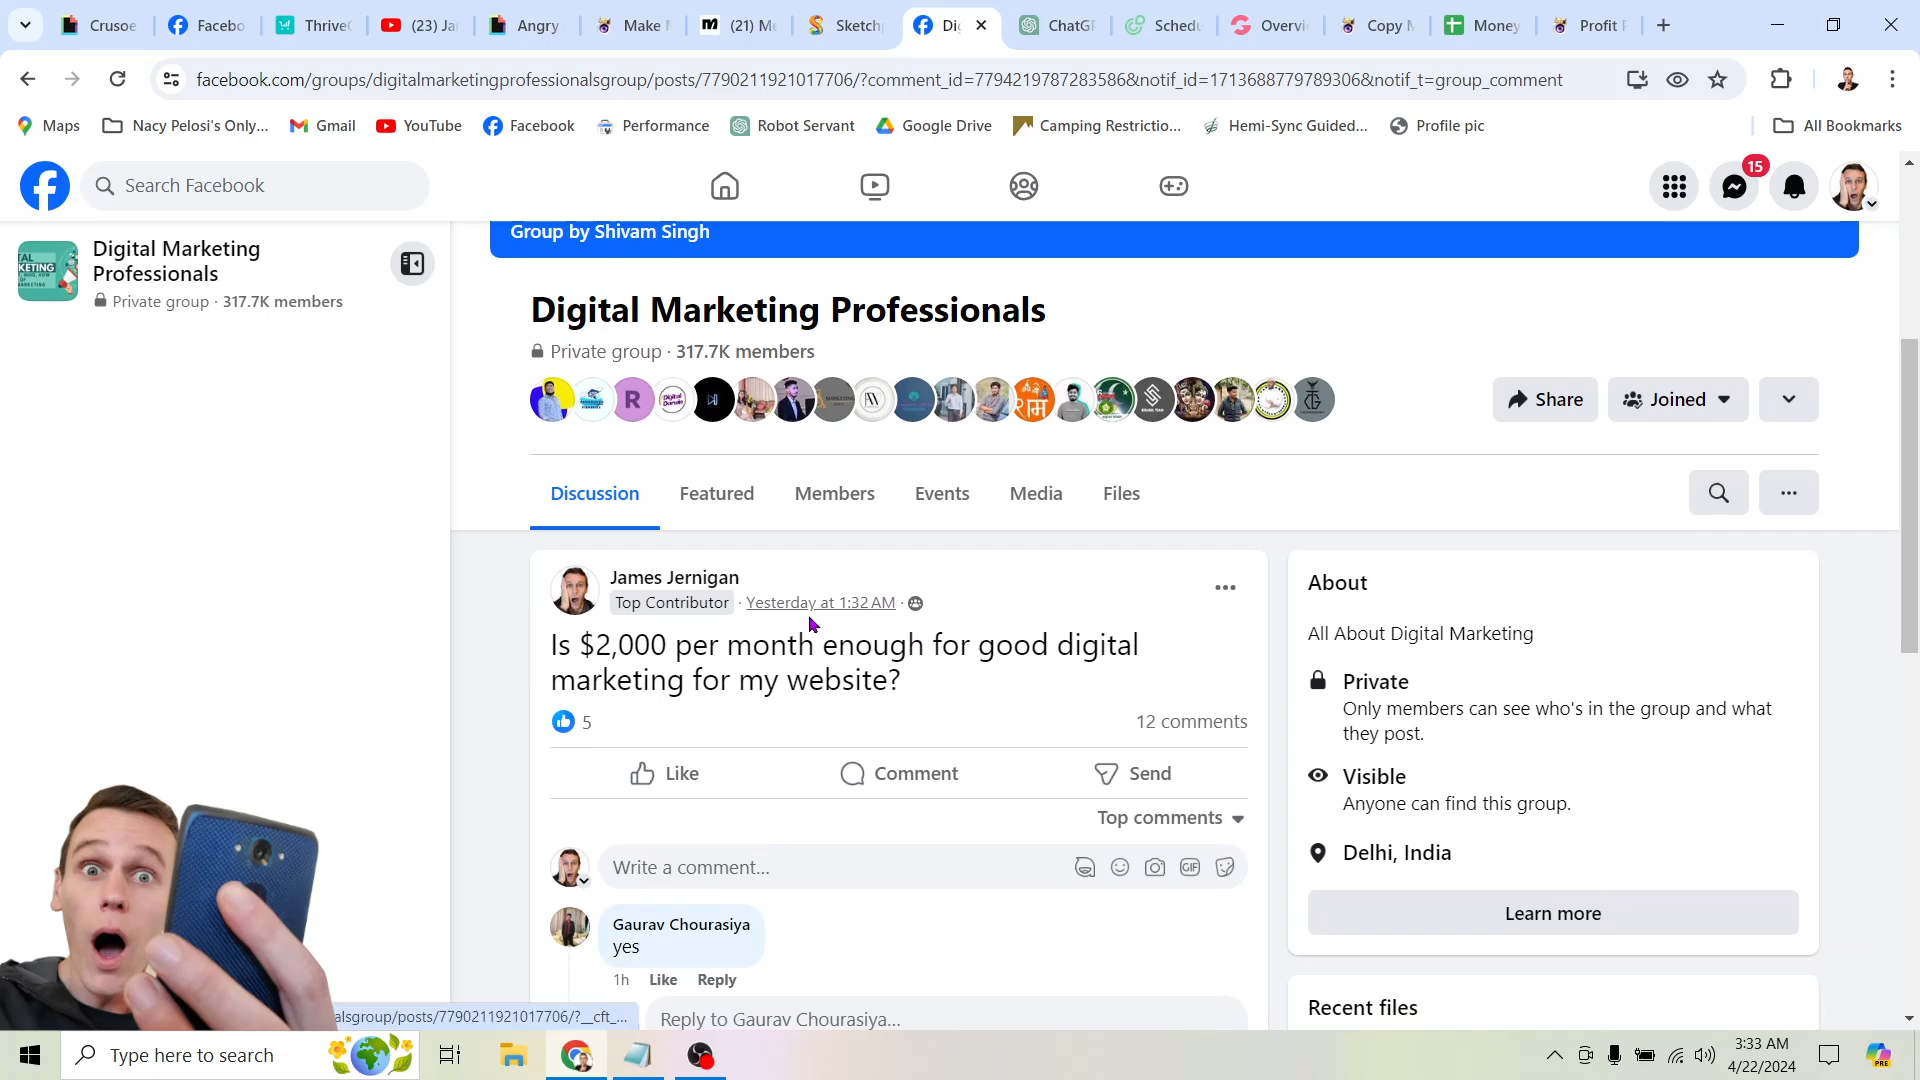 Crusoe
Facebo
Thrive
(23) Ja
Angry
Make
(21) Me
Sketch
Di
ChatGP
Schedu
Overvi
Copy
Money
Profit
facebook.com/groups/digitalmarketingprofessionalsgroup/posts/7790211921017706/?comment_id=7794219787283586&notif_id=1713688779789306&notif_t=group_comment
Maps
Nacy Pelosi's Only...
Gmail
YouTube
Facebook
Performance
Robot Servant
Google Drive
Camping Restrictio...
Hemi-Sync Guided...
Profile pic
All Bookmarks
Search Facebook
15
Group by Shivam Singh
Digital Marketing
Professionals
Private group · 317.7K members
Digital Marketing Professionals
Private group · 317.7K members
Share
Joined
Discussion
Featured
Members
Events
Media
Files
James Jernigan
Top Contributor · Yesterday at 1:32 AM ·
Is $2,000 per month enough for good digital
marketing for my website?
5
12 comments
Like
Comment
Send
Top comments
Write a comment...
GIF
Gaurav Chourasiya
yes
1h Like Reply
Reply to Gaurav Chourasiya...
About
All About Digital Marketing
Private
Only members can see who's in the group and what
they post.
Visible
Anyone can find this group.
Delhi, India
Learn more
Recent files
alsgroup/posts/7790211921017706/?__cft_...
Type here to search
3:33 AM
4/22/2024
PRE